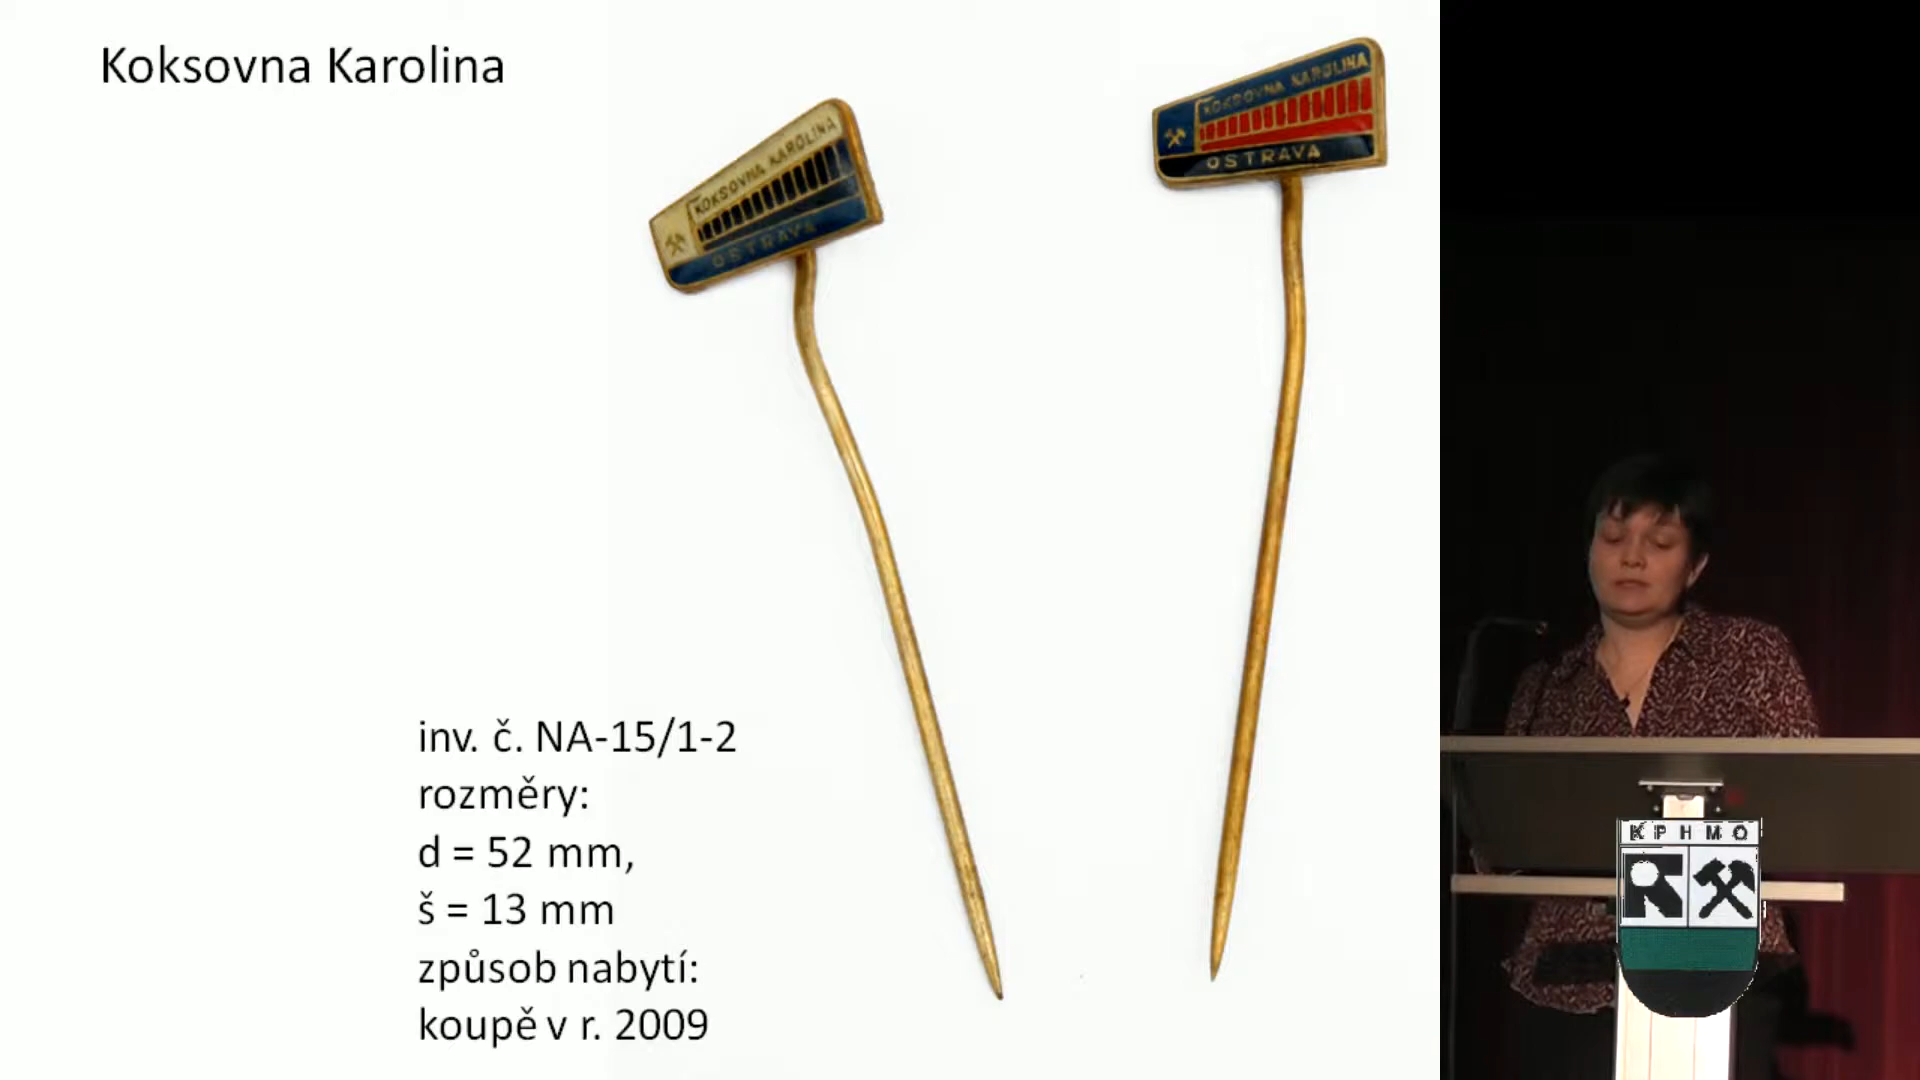 Koksovna Karolina
KOKSOVNA KAROLINA
OSTRAVA
KOKSOVNA KAROLINA
OSTRAVA
inv. č. NA-15/1-2
rozměry:
d = 52 mm,
š = 13 mm
způsob nabytí:
koupě v r. 2009
KPHMO